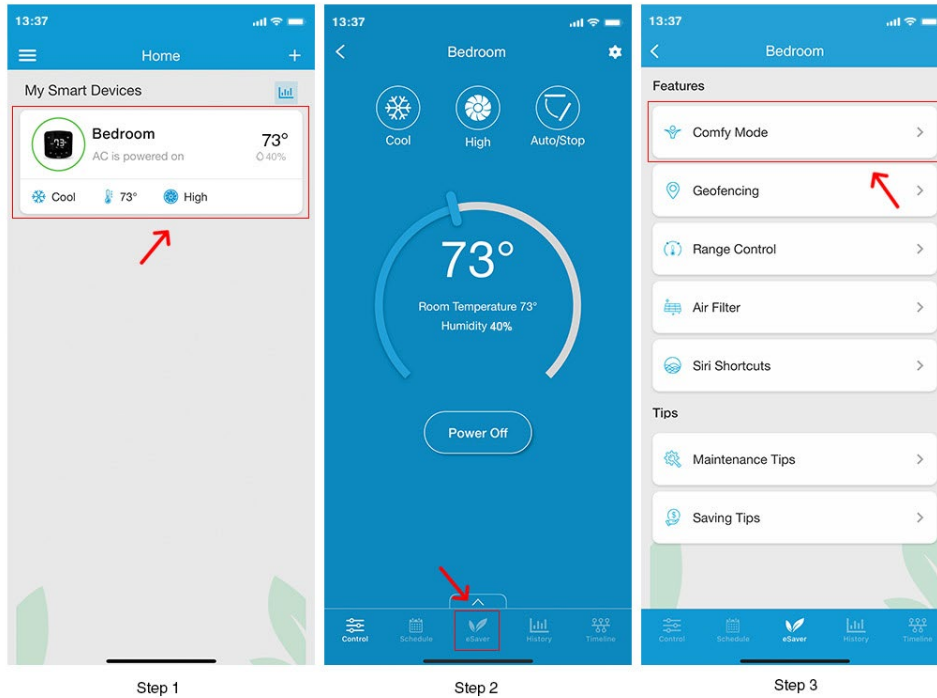 13:37
Home
My Smart Devices
73
Bedroom
73°
AC is powered on
40%
Cool
73°
High
Step 1
13:37
Bedroom
Cool
High
Auto/Stop
73°
Room Temperature 73°
Humidity 40%
Power Off
Control
Schedule
eSaver
History
Timeline
Step 2
13:37
Bedroom
Features
Comfy Mode
Geofencing
Range Control
Air Filter
Siri Shortcuts
Tips
Maintenance Tips
Saving Tips
Control
Schedule
eSaver
History
Timeline
Step 3